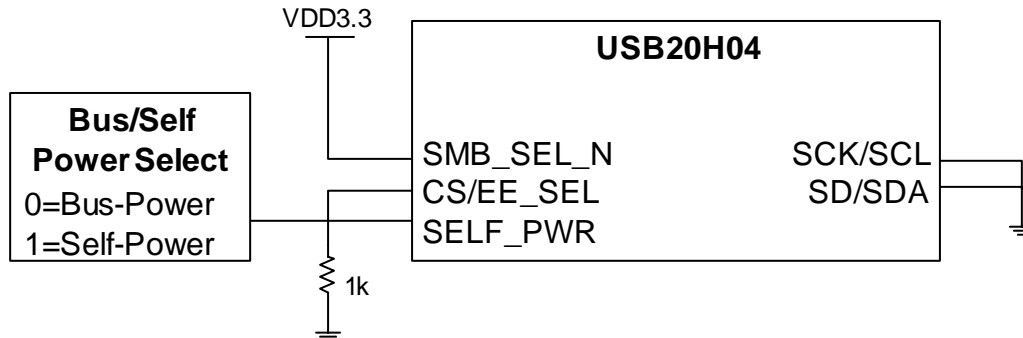 VDD3.3
USB20H04
Bus/Self
Power Select
0=Bus-Power
1=Self-Power
SMB_SEL_N
CS/EE_SEL
SELF_PWR
SCK/SCL
SD/SDA
1k